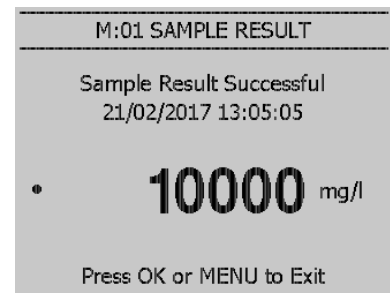 M:01 SAMPLE RESULT
Sample Result Successful
21/02/2017 13:05:05
10000 mg/l
Press OK or MENU to Exit